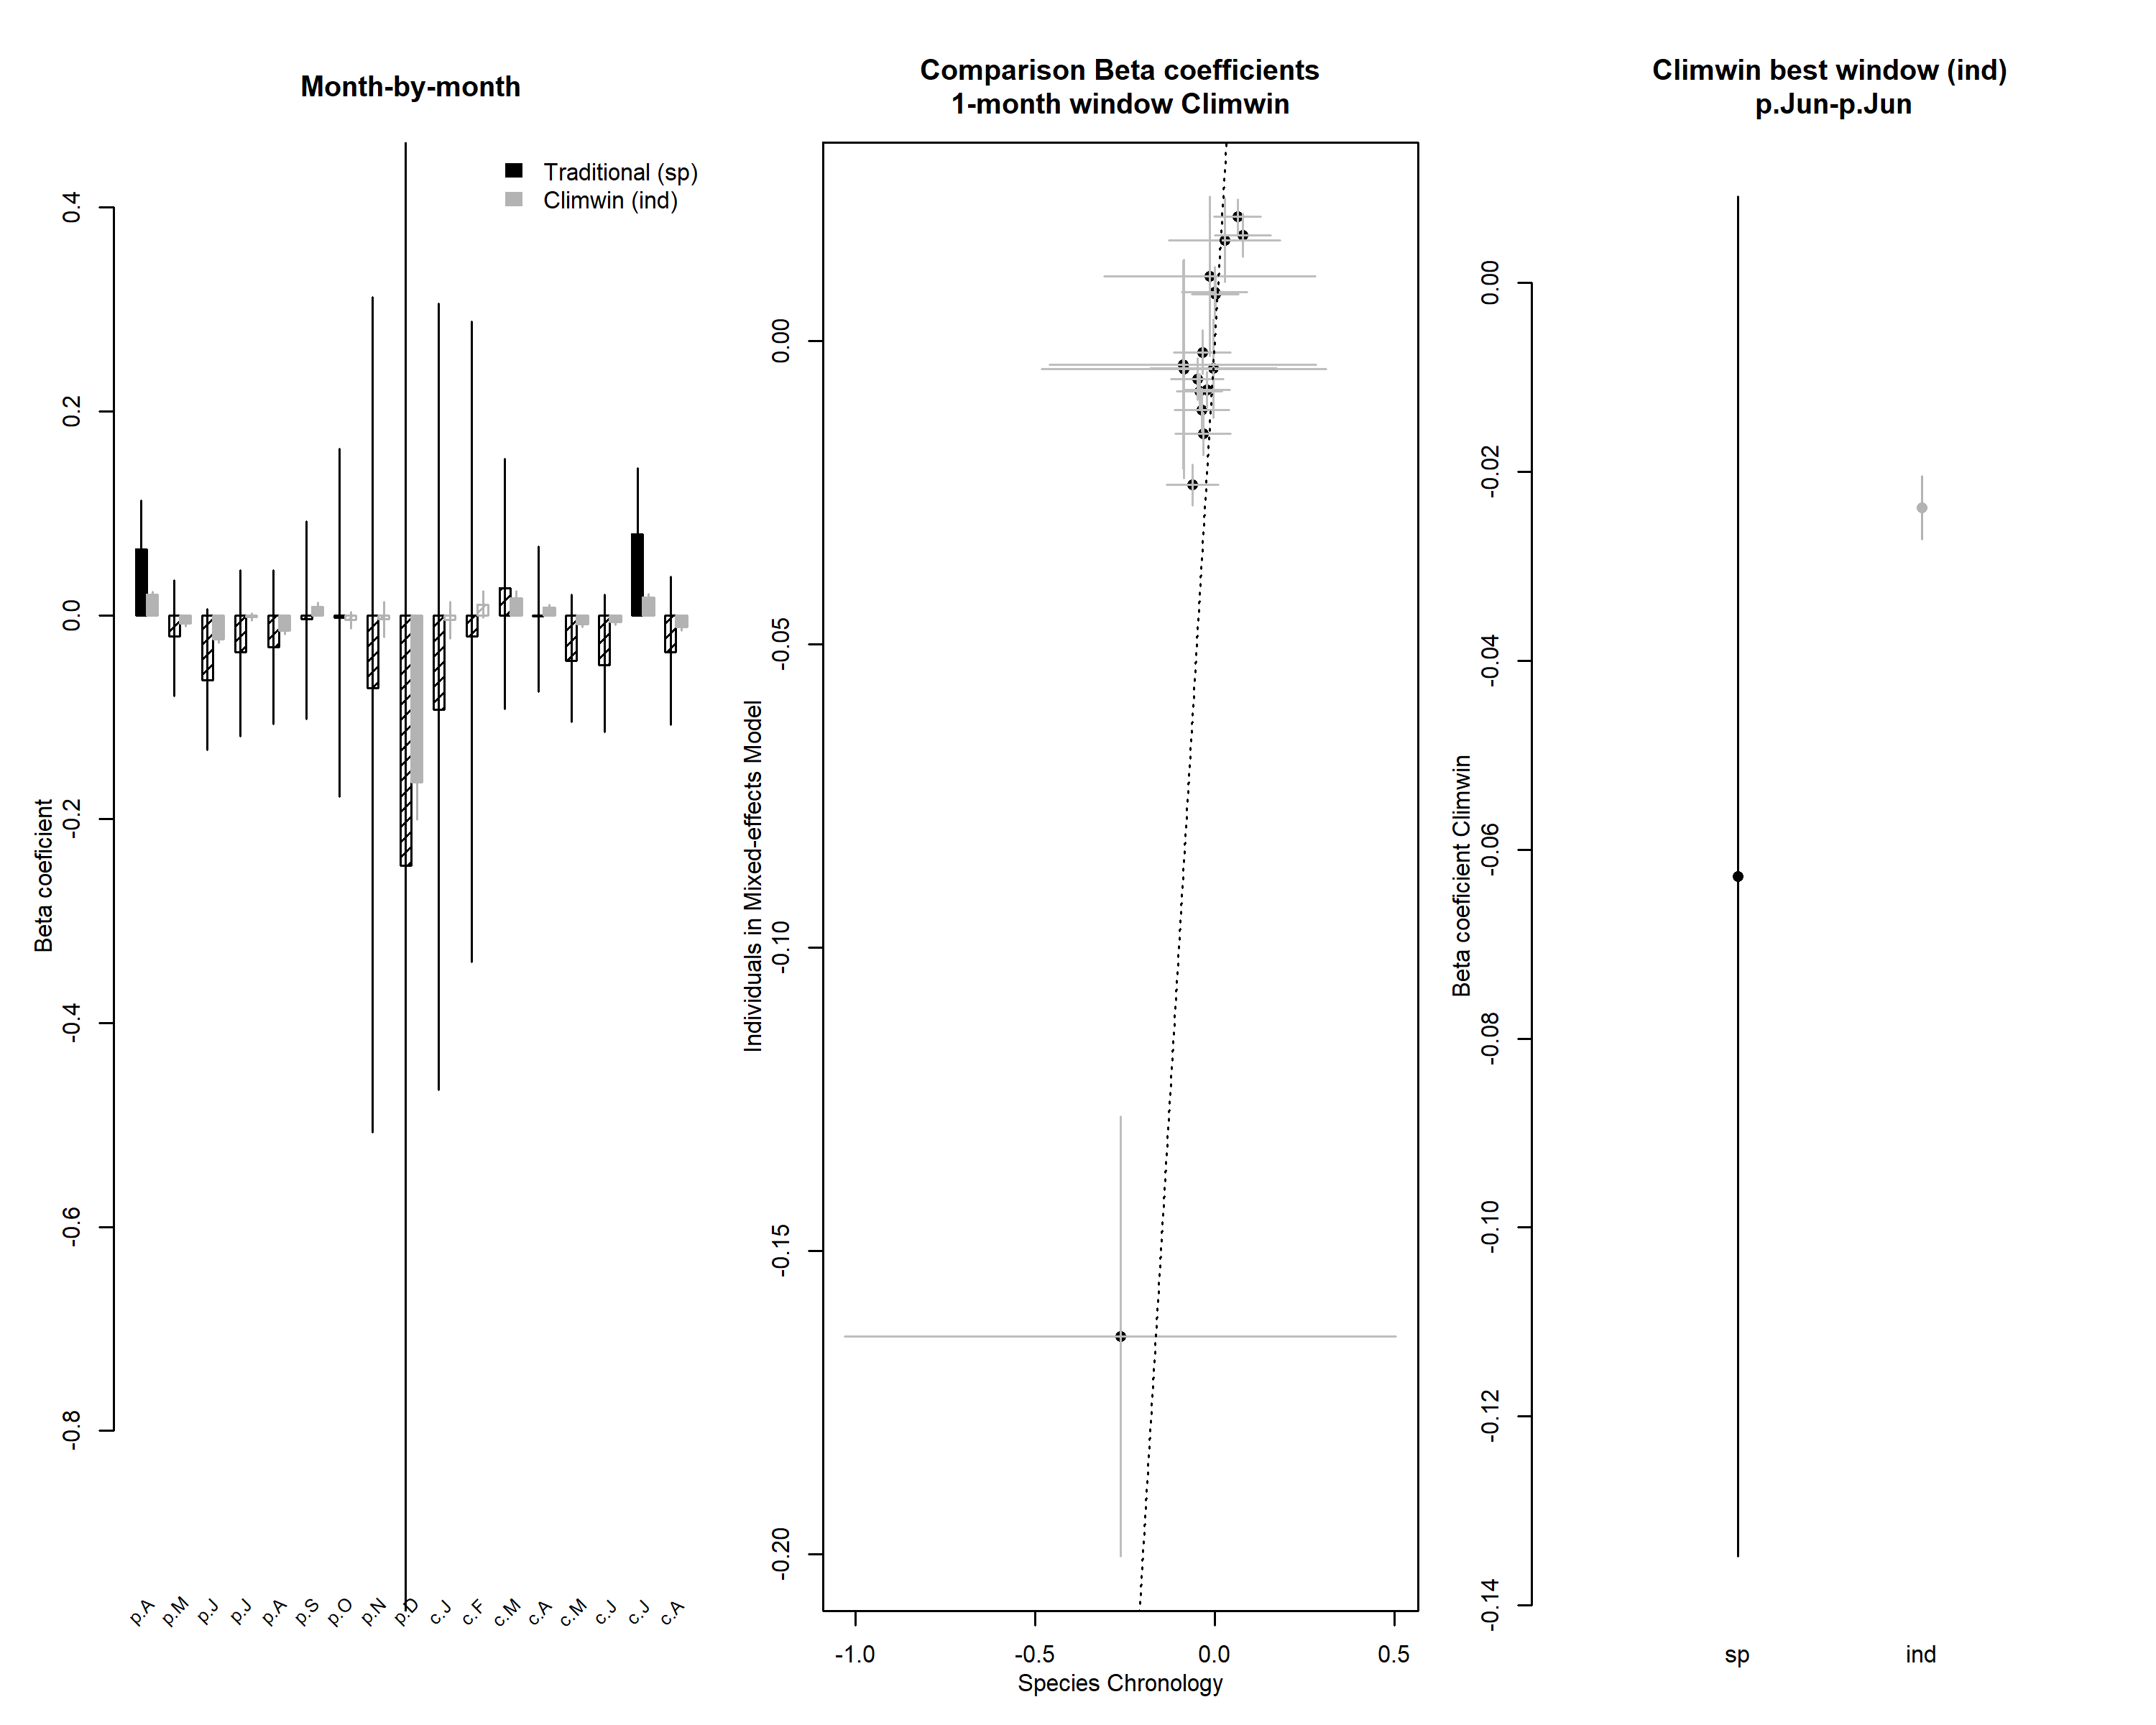 Month-by-month
Traditional (sp)
Climwin (ind)
Beta coeficient
0.4
0.2
0.0
-0.2
-0.4
-0.6
-0.8
p.A
p.M
p.J
p.J
p.A
p.S
p.O
p.N
p.D
c.J
c.F
c.M
c.A
c.M
c.J
c.J
c.A
Comparison Beta coefficients
1-month window Climwin
Individuals in Mixed-effects Model
0.00
-0.05
-0.10
-0.15
-0.20
-1.0
-0.5
0.0
0.5
Species Chronology
Climwin best window (ind)
p.Jun-p.Jun
Beta coeficient Climwin
0.00
-0.02
-0.04
-0.06
-0.08
-0.10
-0.12
-0.14
sp
ind